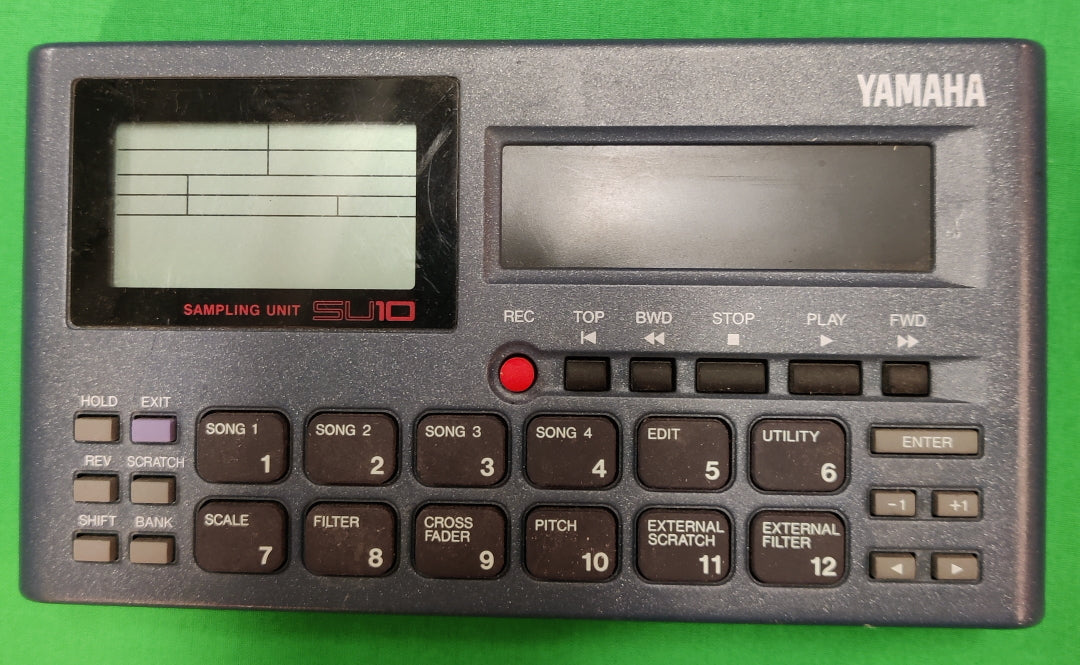 YAMAHA
SAMPLING UNIT SU10
REC TOP BWD STOP PLAY FWD
HOLD EXIT
SONG 1 SONG 2 SONG 3 SONG 4 EDIT UTILITY
1 2 3 4 5 6
ENTER
REV SCRATCH
-1 +1
SHIFT BANK
SCALE FILTER CROSS FADER PITCH EXTERNAL SCRATCH EXTERNAL FILTER
7 8 9 10 11 12